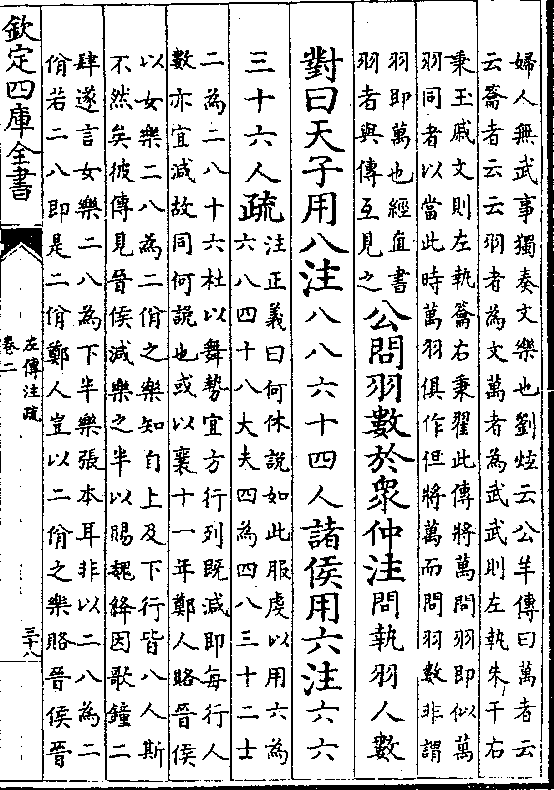 婦人無武事獨奏文樂也劉炫云公羊傳曰萬者云
云籥者云云羽者為文萬者為武武則左執朱干右
秉玉戚文則左執籥右秉翟此傳將萬問羽即似萬
羽同者以當此時萬羽俱作但將萬而問羽數非謂
羽即萬也經直書
羽者與傳互見之
公問羽數於衆仲注問執羽人數
對曰天子用八注八八六十四人諸侯用六注六六
三十六人疏
注正義曰何休說如此服虔以用六為
六八四十八大夫四為四八三十二士
二為二八十六杜以舞勢宜方行列既減即每行人
數亦宜減故同何說也或以襄十一年鄭人賂晉侯
以女樂二八為二佾之樂知自上及下行皆八人斯
不然矣彼傳見晉侯減樂之半以賜魏絳因歌鐘二
肆遂言女樂二八為下半樂張本耳非以二八為二
佾若二八即是二佾鄭人豈以二佾之樂賂晉侯晉
欽定四庫全書
左傳注疏
卷二
三十八